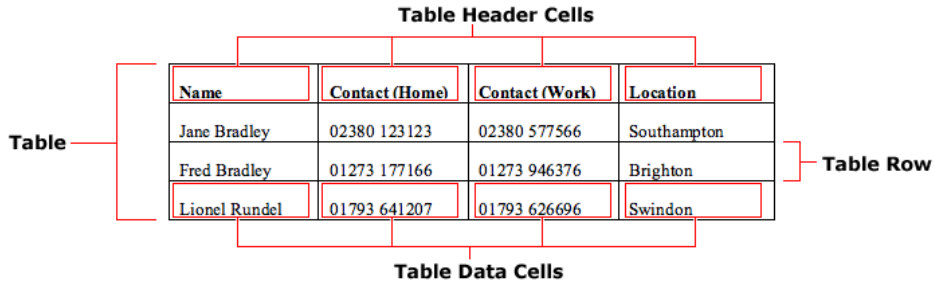 Table Header Cells
Name Contact (Home) Contact (Work) Location
Jane Bradley 02380 123123 02380 577566 Southampton
Table
Fred Bradley 01273 177166 01273 946376 Brighton
Table Row
Lionel Rundel 01793 641207 01793 626696 Swindon
Table Data Cells